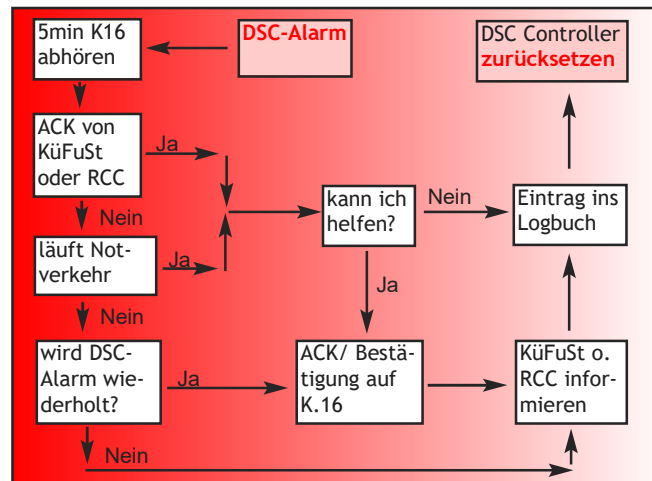 5min K16
abhören
DSC-Alarm
DSC Controller
zurücksetzen
ACK von
KüFuSt
oder RCC
Ja
Nein
kann ich
helfen?
Nein
Eintrag ins
Logbuch
läuft Not-
verkehr
Ja
Nein
Ja
wird DSC-
Alarm wie-
derholt?
Ja
ACK/ Bestä-
tigung auf
K.16
KüFuSt o.
RCC infor-
mieren
Nein